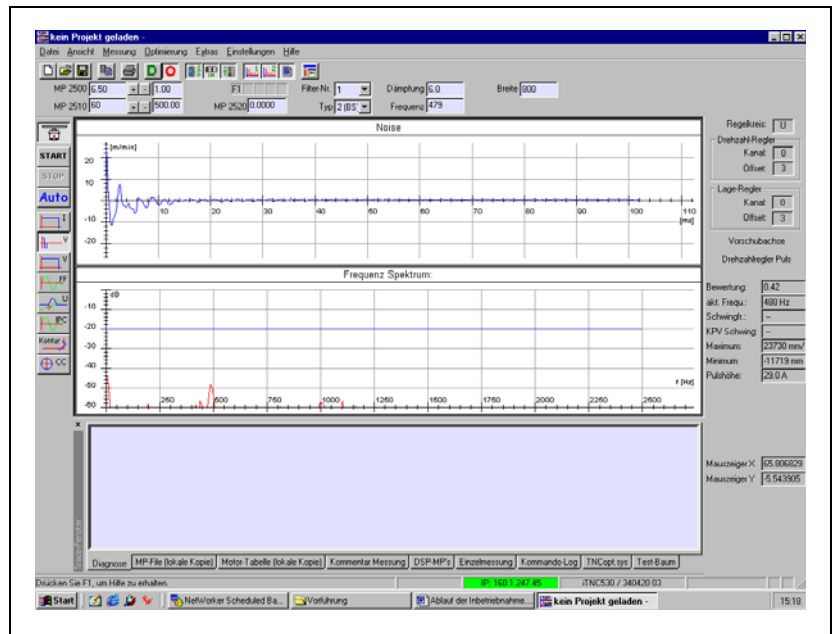 kein Projekt geladen -
Datei Ansicht Messung Optimierung Extras Einstellungen Hilfe
MP 2500 6.50 + - 1.00 F1 Filter-Nr. 1 Dämpfung 6.0 Breite 000
MP 2510 60 + - 500.00 MP 2520 0.0000 Typ 2 (BS Frequenz 479
START
STOP
Auto
I
V
V
FF
U
IPC
Kontur
CC
Noise
[m/min]
20
10
-10
-20
10 20 30 40 50 60 70 80 90 100 110
[ms]
Frequenz Spektrum:
dB
-10
-20
-30
-40
-50
-60
250 500 750 1000 1250 1500 1750 2000 2250 2500
f [Hz]
Regelkreis: U
Drehzahl-Regler
Kanal: 0
Offset: 3
Lage-Regler
Kanal: 0
Offset: 3
Vorschubachse
Drehzahlregler Puls
Bewertung: 0.42
akt. Frequ.: 488 Hz
Schwingfr.: –
KPV Schwing: –
Maximum: 23730 mm/
Minimum: -11719 mm
Pulshöhe: 29.0 A
Mauszeiger X 65.806829
Mauszeiger Y -5.543905
x
Trace-Fenster
Diagnose MP-File (lokale Kopie) Motor-Tabelle (lokale Kopie) Kommentar Messung DSP-MP's Einzelmessung Kommando-Log TNCopt.sys Test-Baum
Drücken Sie F1, um Hilfe zu erhalten. IP: 160.1.247.45 iTNC530 / 340420 03
Start NetWorker Scheduled Ba... Vorführung Ablauf der Inbetriebnahme... kein Projekt geladen - 15:18